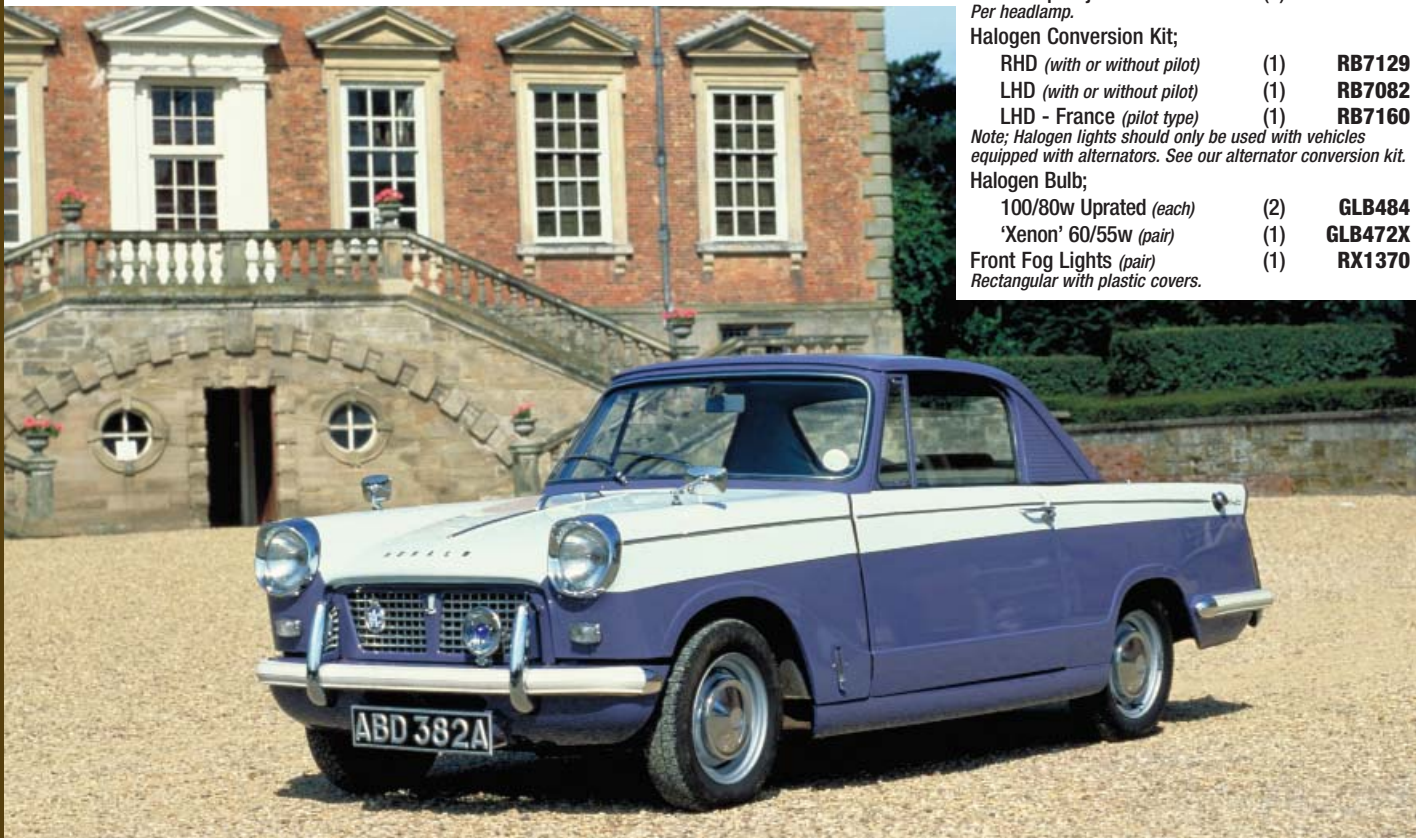 Per headlamp.
Halogen Conversion Kit;
RHD (with or without pilot) (1) RB7129
LHD (with or without pilot) (1) RB7082
LHD - France (pilot type) (1) RB7160
Note; Halogen lights should only be used with vehicles
equipped with alternators. See our alternator conversion kit.
Halogen Bulb;
100/80w Uprated (each) (2) GLB484
‘Xenon’ 60/55w (pair) (1) GLB472X
Front Fog Lights (pair) (1) RX1370
Rectangular with plastic covers.
HERALD
ABD 382A